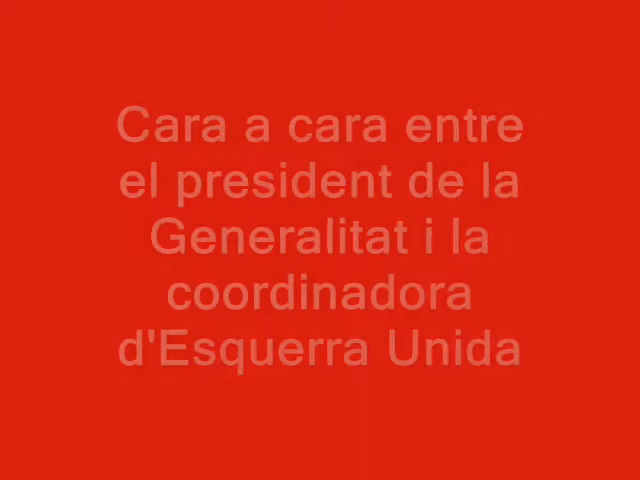 Cara a cara entre
el president de la
Generalitat i la
coordinadora
d'Esquerra Unida